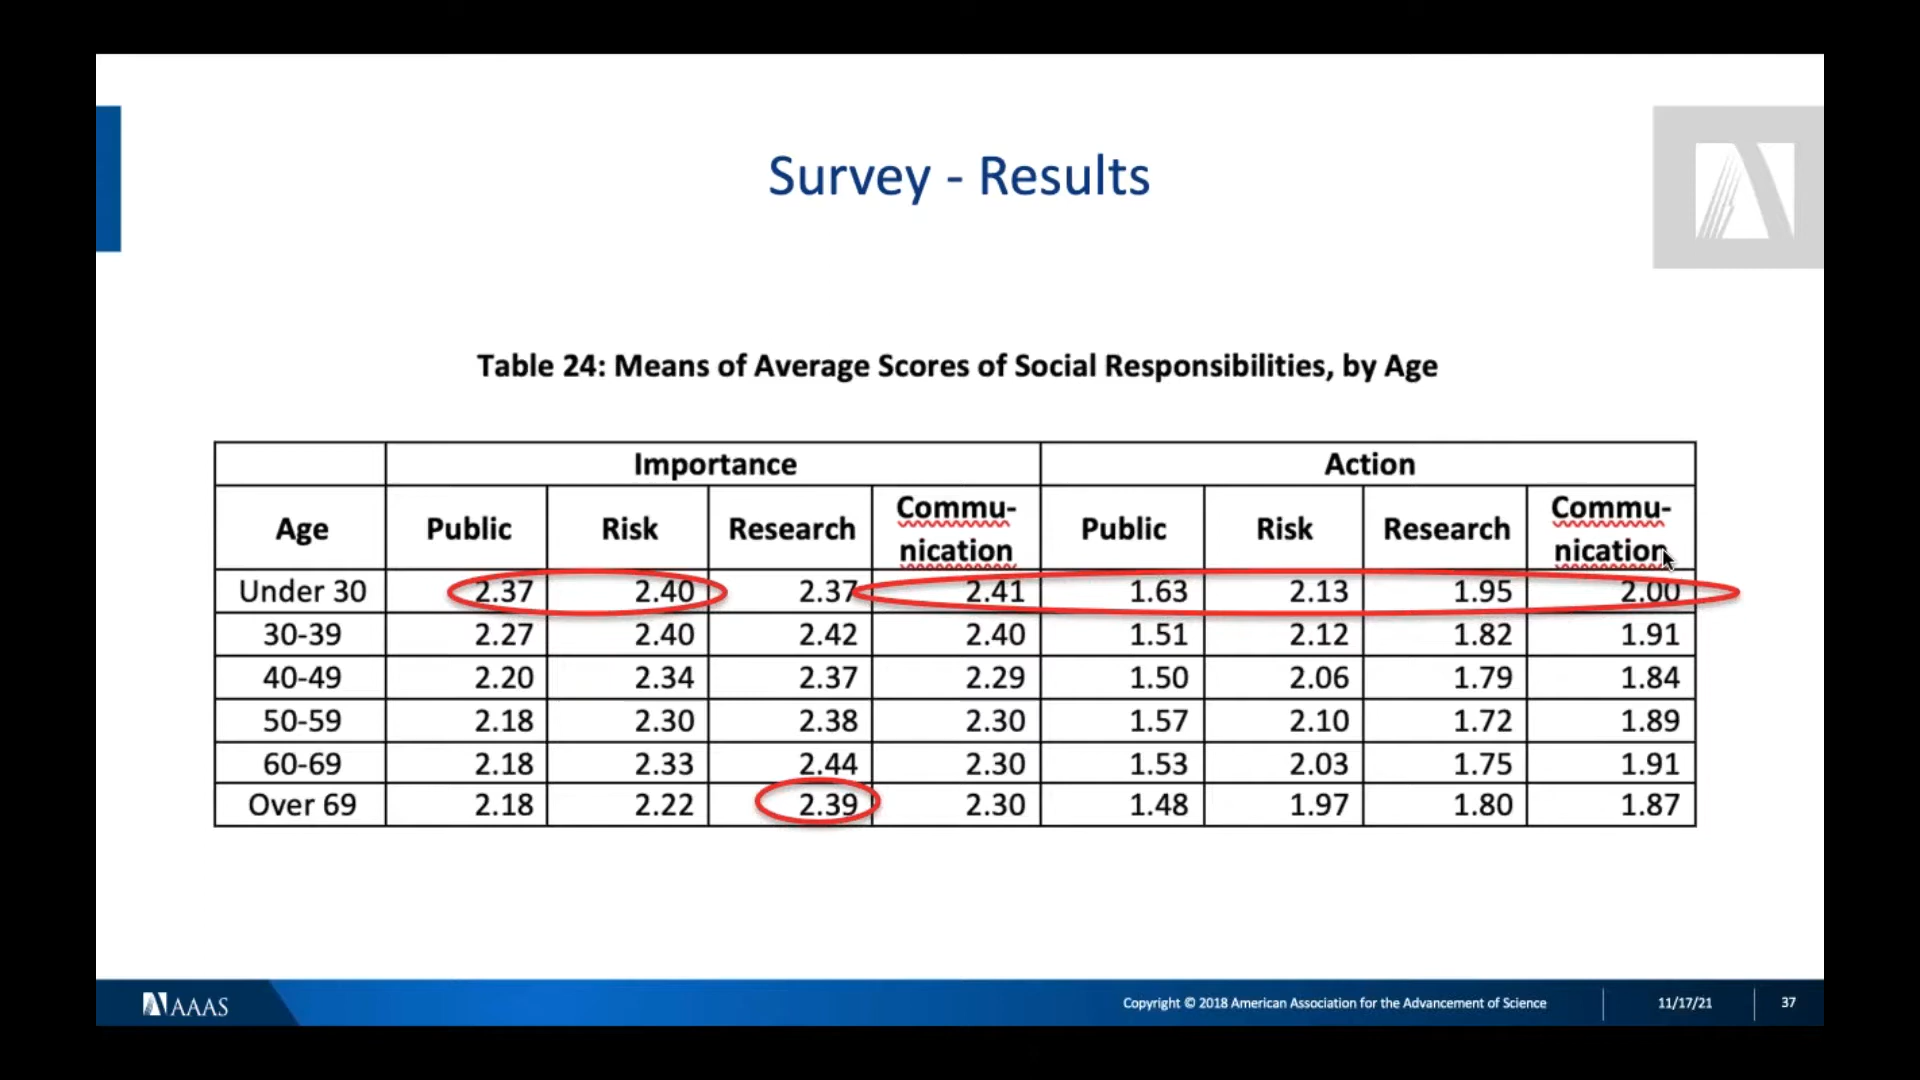 Survey - Results
Table 24: Means of Average Scores of Social Responsibilities, by Age
Importance Action
Age Public Risk Research Commu-nication Public Risk Research Commu-nication
Under 30 2.37 2.40 2.37 2.41 1.63 2.13 1.95 2.00
30-39 2.27 2.40 2.42 2.40 1.51 2.12 1.82 1.91
40-49 2.20 2.34 2.37 2.29 1.50 2.06 1.79 1.84
50-59 2.18 2.30 2.38 2.30 1.57 2.10 1.72 1.89
60-69 2.18 2.33 2.44 2.30 1.53 2.03 1.75 1.91
Over 69 2.18 2.22 2.39 2.30 1.48 1.97 1.80 1.87
AAAS Copyright © 2018 American Association for the Advancement of Science 11/17/21 37